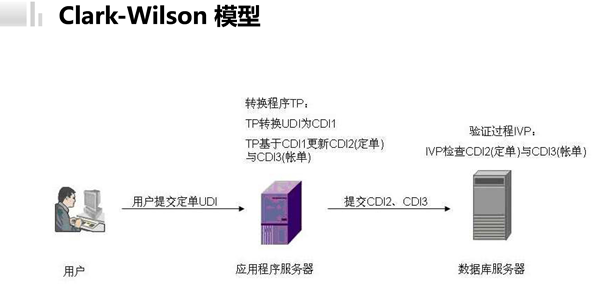 Clark-Wilson 模型
转换程序TP：
TP转换UDI为CDI1
TP基于CDI1更新CDI2(定单)
与CDI3(帐单)
验证过程IVP：
IVP检查CDI2(定单)与CDI3(帐单)
用户提交定单UDI
提交CDI2、CDI3
用户
应用程序服务器
数据库服务器